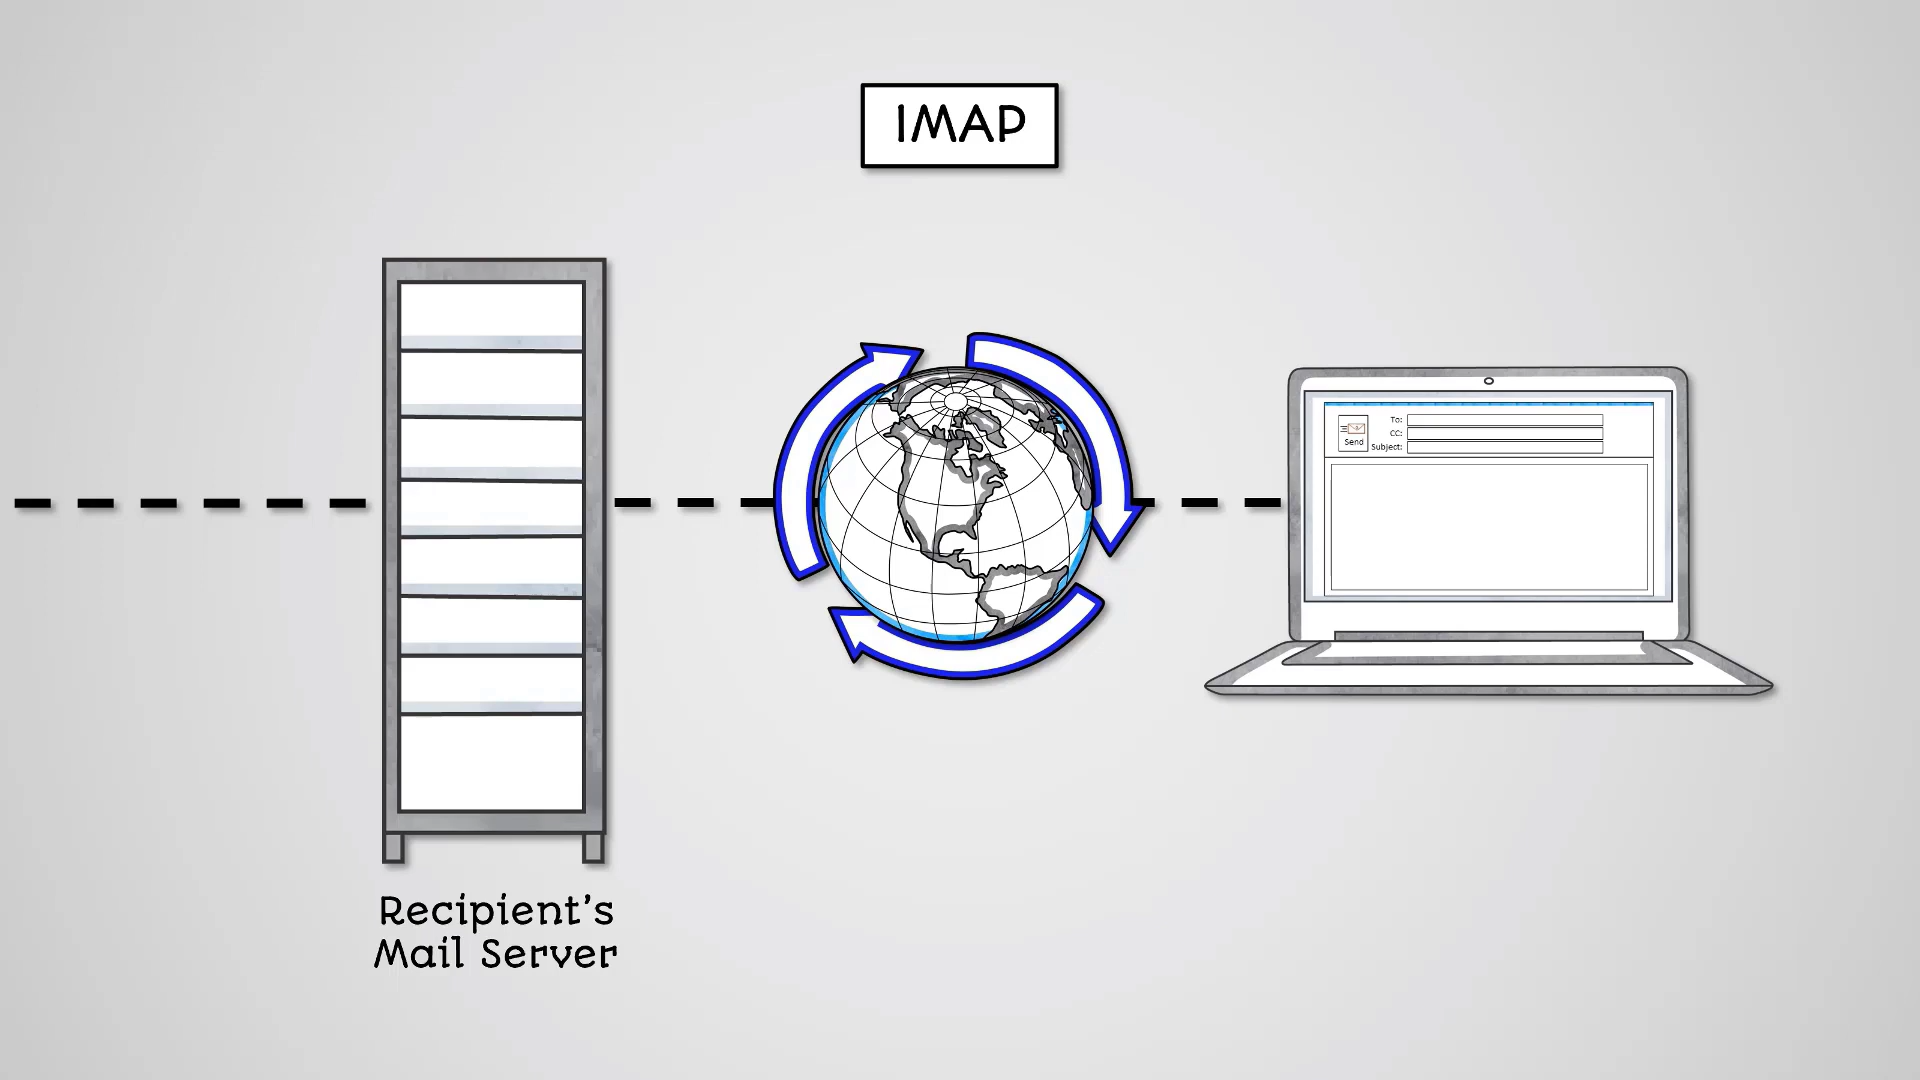 IMAP
To:
CC:
Send
Subject:
Recipient's
Mail Server